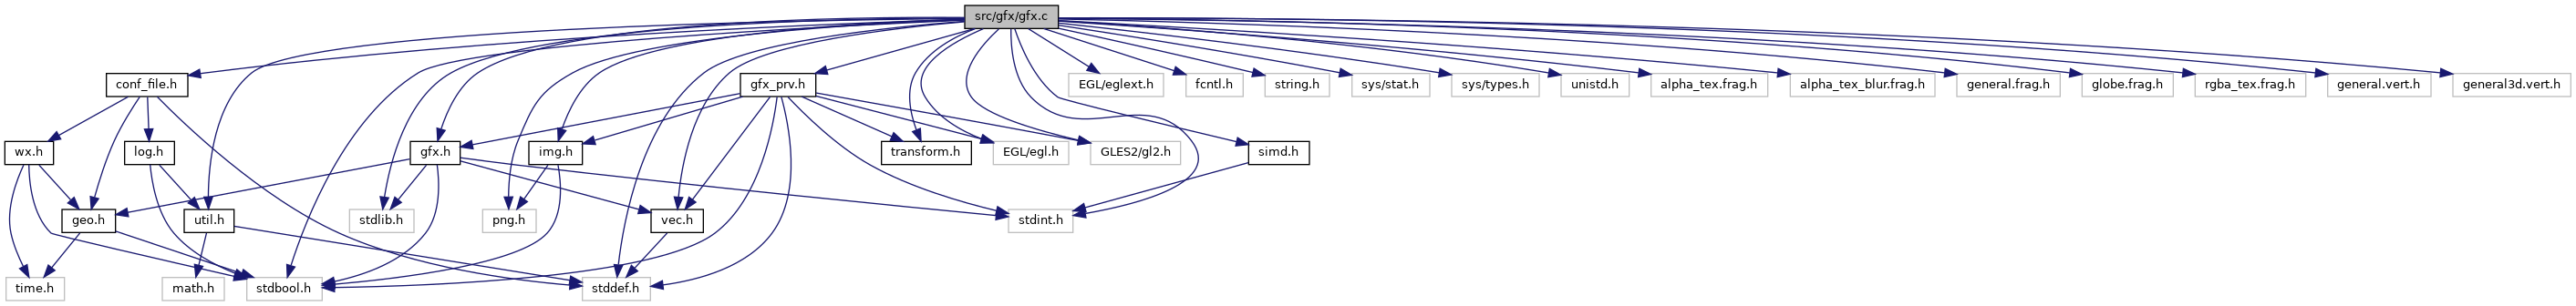 src/gfx/gfx.c
conf_file.h
gfx_prv.h
EGL/eglext.h
fcntl.h
string.h
sys/stat.h
sys/types.h
unistd.h
alpha_tex.frag.h
alpha_tex_blur.frag.h
general.frag.h
globe.frag.h
rgba_tex.frag.h
general.vert.h
general3d.vert.h
wx.h
log.h
gfx.h
img.h
transform.h
EGL/egl.h
GLES2/gl2.h
simd.h
geo.h
util.h
stdlib.h
png.h
vec.h
stdint.h
time.h
math.h
stdbool.h
stddef.h